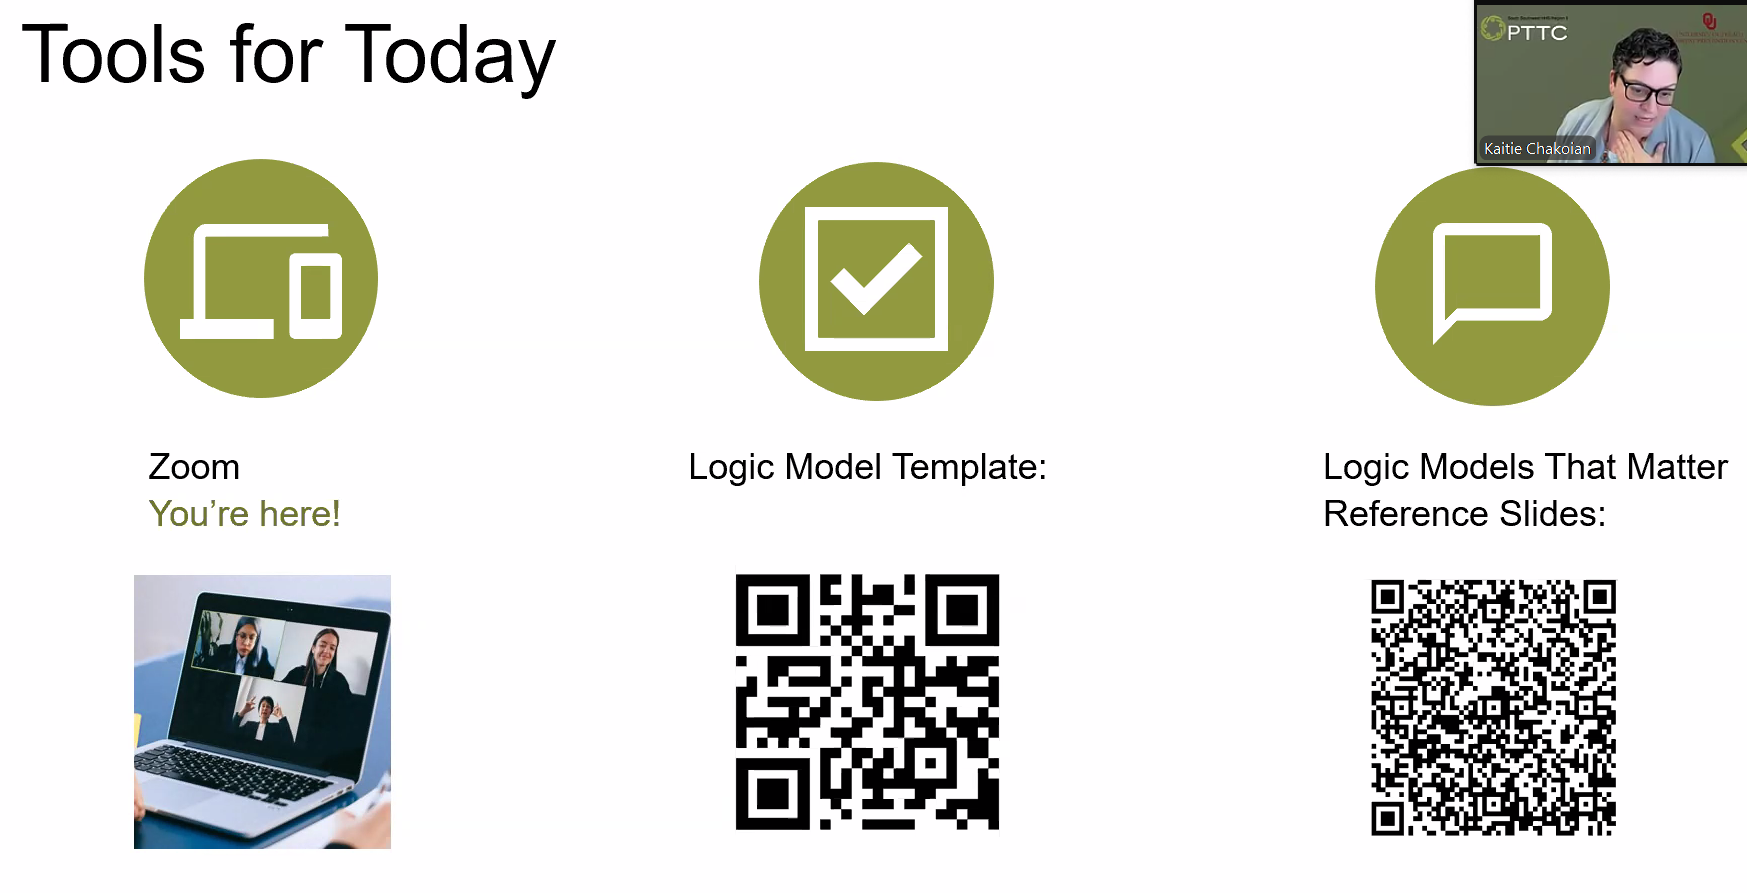 Tools for Today
PTTC
Kaitie Chakoian
Zoom
You're here!
Logic Model Template:
Logic Models That Matter
Reference Slides: